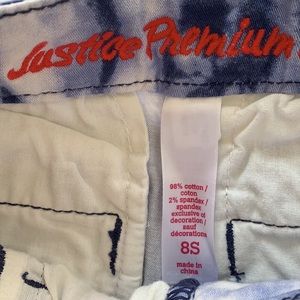 Justice Premium
98% cotton /
coton
2% spandex /
spandex
exclusive of
decoration /
sauf
décorations
8S
made in
china